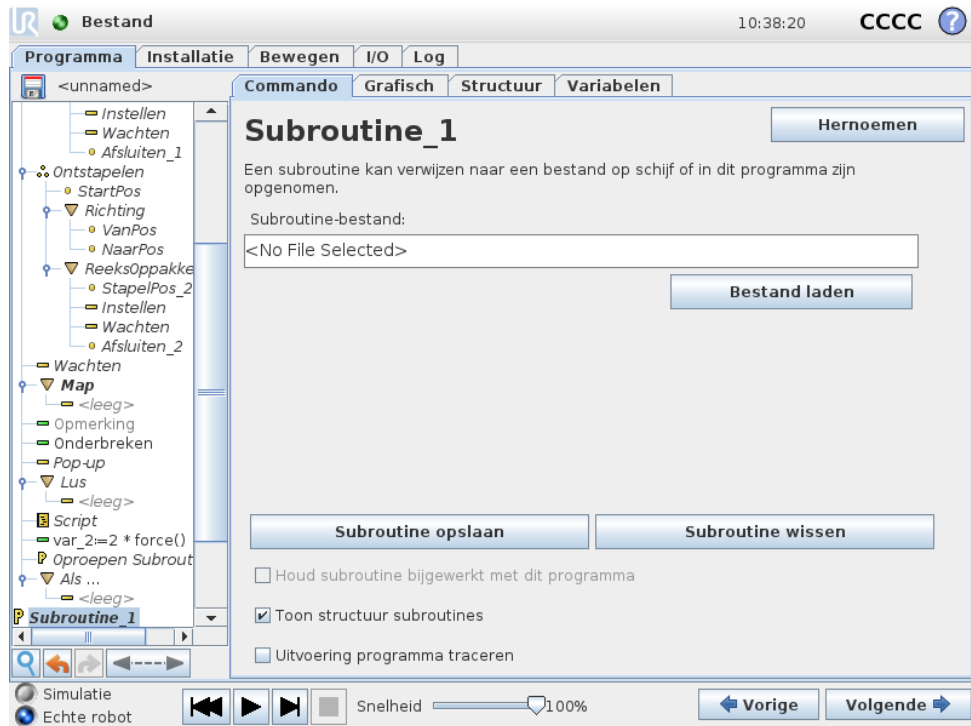 Bestand
10:38:20
CCCC
?
Programma
Installatie
Bewegen
I/O
Log
<unnamed>
Commando
Grafisch
Structuur
Variabelen
Instellen
Wachten
Afsluiten_1
Ontstapelen
StartPos
Richting
VanPos
NaarPos
ReeksOppakke
StapelPos_2
Instellen
Wachten
Afsluiten_2
Wachten
Map
<leeg>
Opmerking
Onderbreken
Pop-up
Lus
<leeg>
Script
var_2:=2 * force()
Oproepen Subrout
Als ...
<leeg>
Subroutine_1
Subroutine_1
Hernoemen
Een subroutine kan verwijzen naar een bestand op schijf of in dit programma zijn
opgenomen.
Subroutine-bestand:
<No File Selected>
Bestand laden
Subroutine opslaan
Subroutine wissen
Houd subroutine bijgewerkt met dit programma
Toon structuur subroutines
Uitvoering programma traceren
Simulatie
Echte robot
Snelheid
100%
Vorige
Volgende